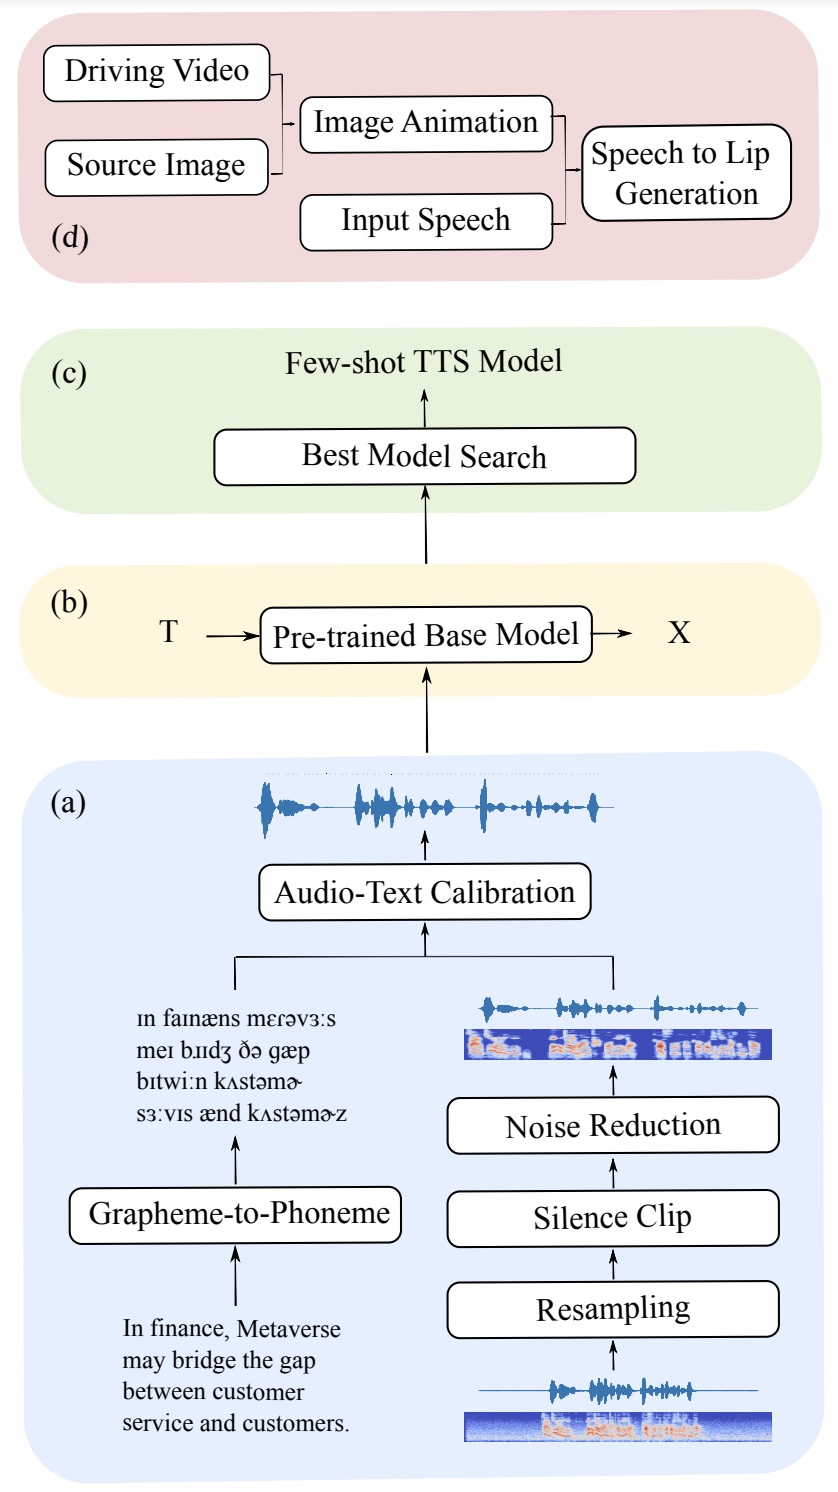 Driving Video
Source Image
Image Animation
Input Speech
Speech to Lip
Generation
(d)
(c)
Few-shot TTS Model
Best Model Search
(b)
T
Pre-trained Base Model
X
(a)
Audio-Text Calibration
ɪn faɪnæns mɛɾəvɜːs
meɪ bɹɪdʒ ðə ɡæp
bɪtwiːn kʌstəmɚ
sɜːvɪs ænd kʌstəmɚz
Grapheme-to-Phoneme
In finance, Metaverse
may bridge the gap
between customer
service and customers.
Noise Reduction
Silence Clip
Resampling